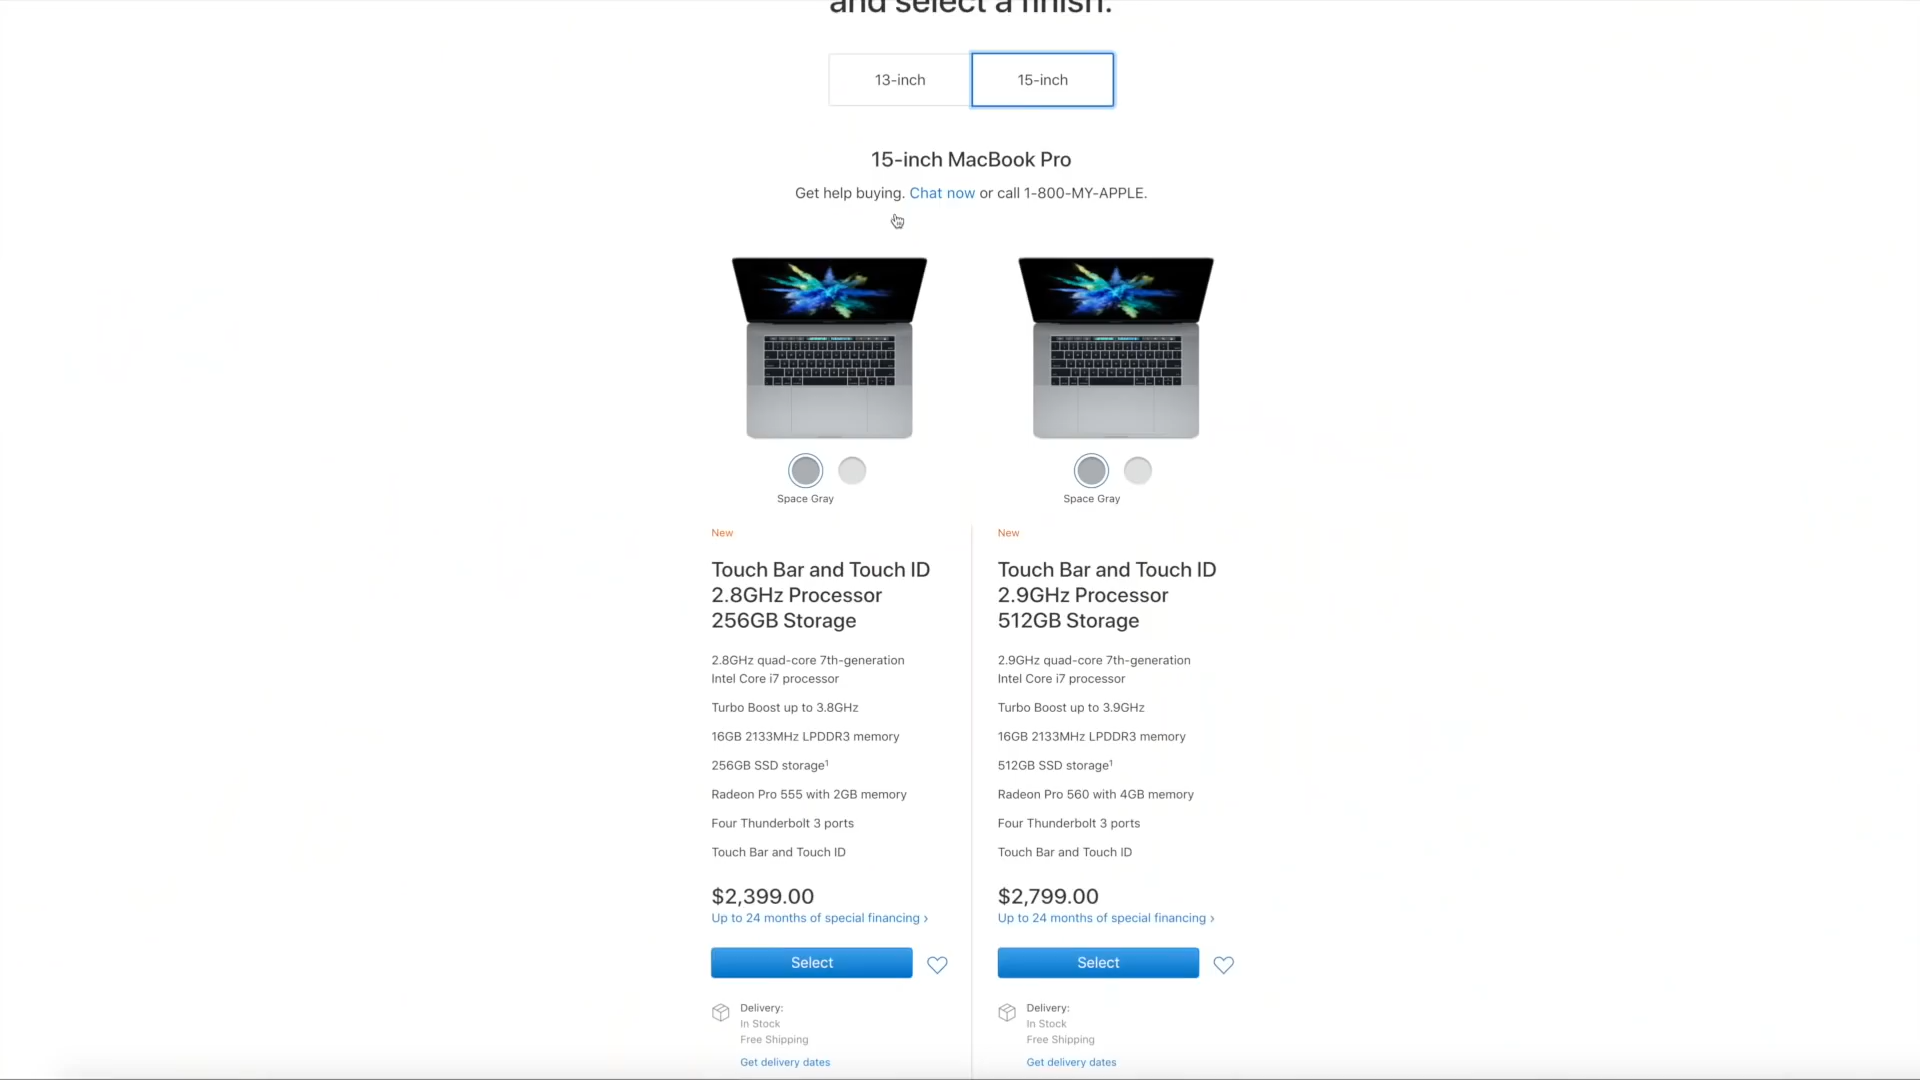 and select a finish.
13-inch
15-inch
15-inch MacBook Pro
Get help buying. Chat now or call 1-800-MY-APPLE.
Space Gray
Space Gray
New
Touch Bar and Touch ID
2.8GHz Processor
256GB Storage
2.8GHz quad-core 7th-generation
Intel Core i7 processor
Turbo Boost up to 3.8GHz
16GB 2133MHz LPDDR3 memory
256GB SSD storage¹
Radeon Pro 555 with 2GB memory
Four Thunderbolt 3 ports
Touch Bar and Touch ID
$2,399.00
Up to 24 months of special financing ›
Select
Delivery:
In Stock
Free Shipping
Get delivery dates
New
Touch Bar and Touch ID
2.9GHz Processor
512GB Storage
2.9GHz quad-core 7th-generation
Intel Core i7 processor
Turbo Boost up to 3.9GHz
16GB 2133MHz LPDDR3 memory
512GB SSD storage¹
Radeon Pro 560 with 4GB memory
Four Thunderbolt 3 ports
Touch Bar and Touch ID
$2,799.00
Up to 24 months of special financing ›
Select
Delivery:
In Stock
Free Shipping
Get delivery dates